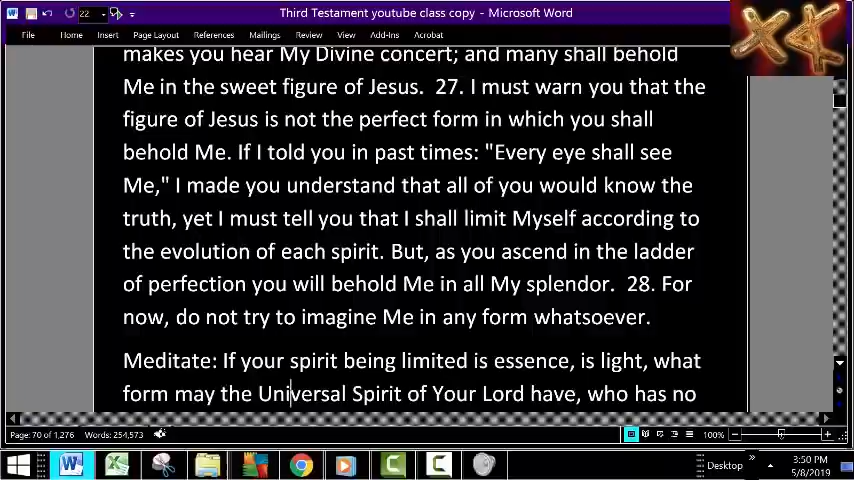 22
Third Testament youtube class copy - Microsoft Word
File Home Insert Page Layout References Mailings Review View Add-Ins Acrobat
makes you hear My Divine concert; and many shall behold
Me in the sweet figure of Jesus. 27. I must warn you that the
figure of Jesus is not the perfect form in which you shall
behold Me. If I told you in past times: "Every eye shall see
Me," I made you understand that all of you would know the
truth, yet I must tell you that I shall limit Myself according to
the evolution of each spirit. But, as you ascend in the ladder
of perfection you will behold Me in all My splendor. 28. For
now, do not try to imagine Me in any form whatsoever.
Meditate: If your spirit being limited is essence, is light, what
form may the Universal Spirit of Your Lord have, who has no
Page: 70 of 1,276 Words: 254,573 100%
Desktop 3:50 PM
5/8/2019